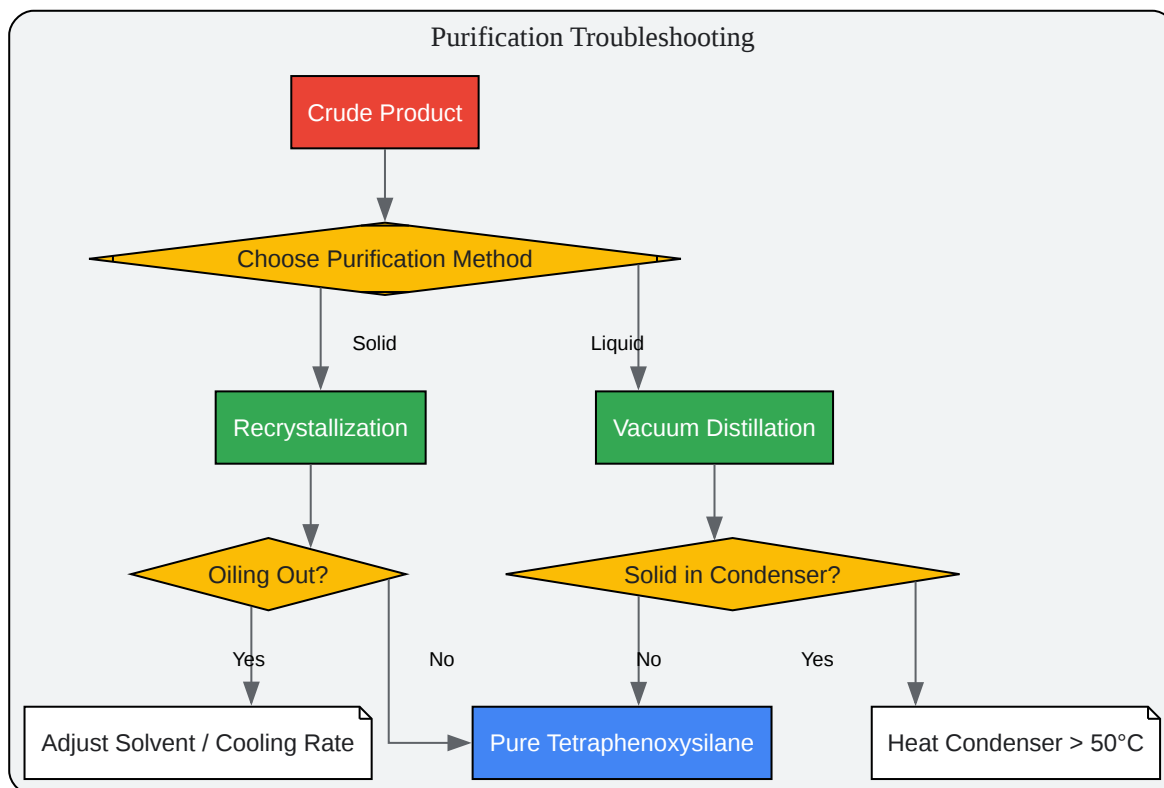 Purification Troubleshooting
Crude Product
Choose Purification Method
Solid
Liquid
Recrystallization
Vacuum Distillation
Oiling Out?
Solid in Condenser?
Yes
No
No
Yes
Adjust Solvent / Cooling Rate
Pure Tetraphenoxysilane
Heat Condenser > 50°C